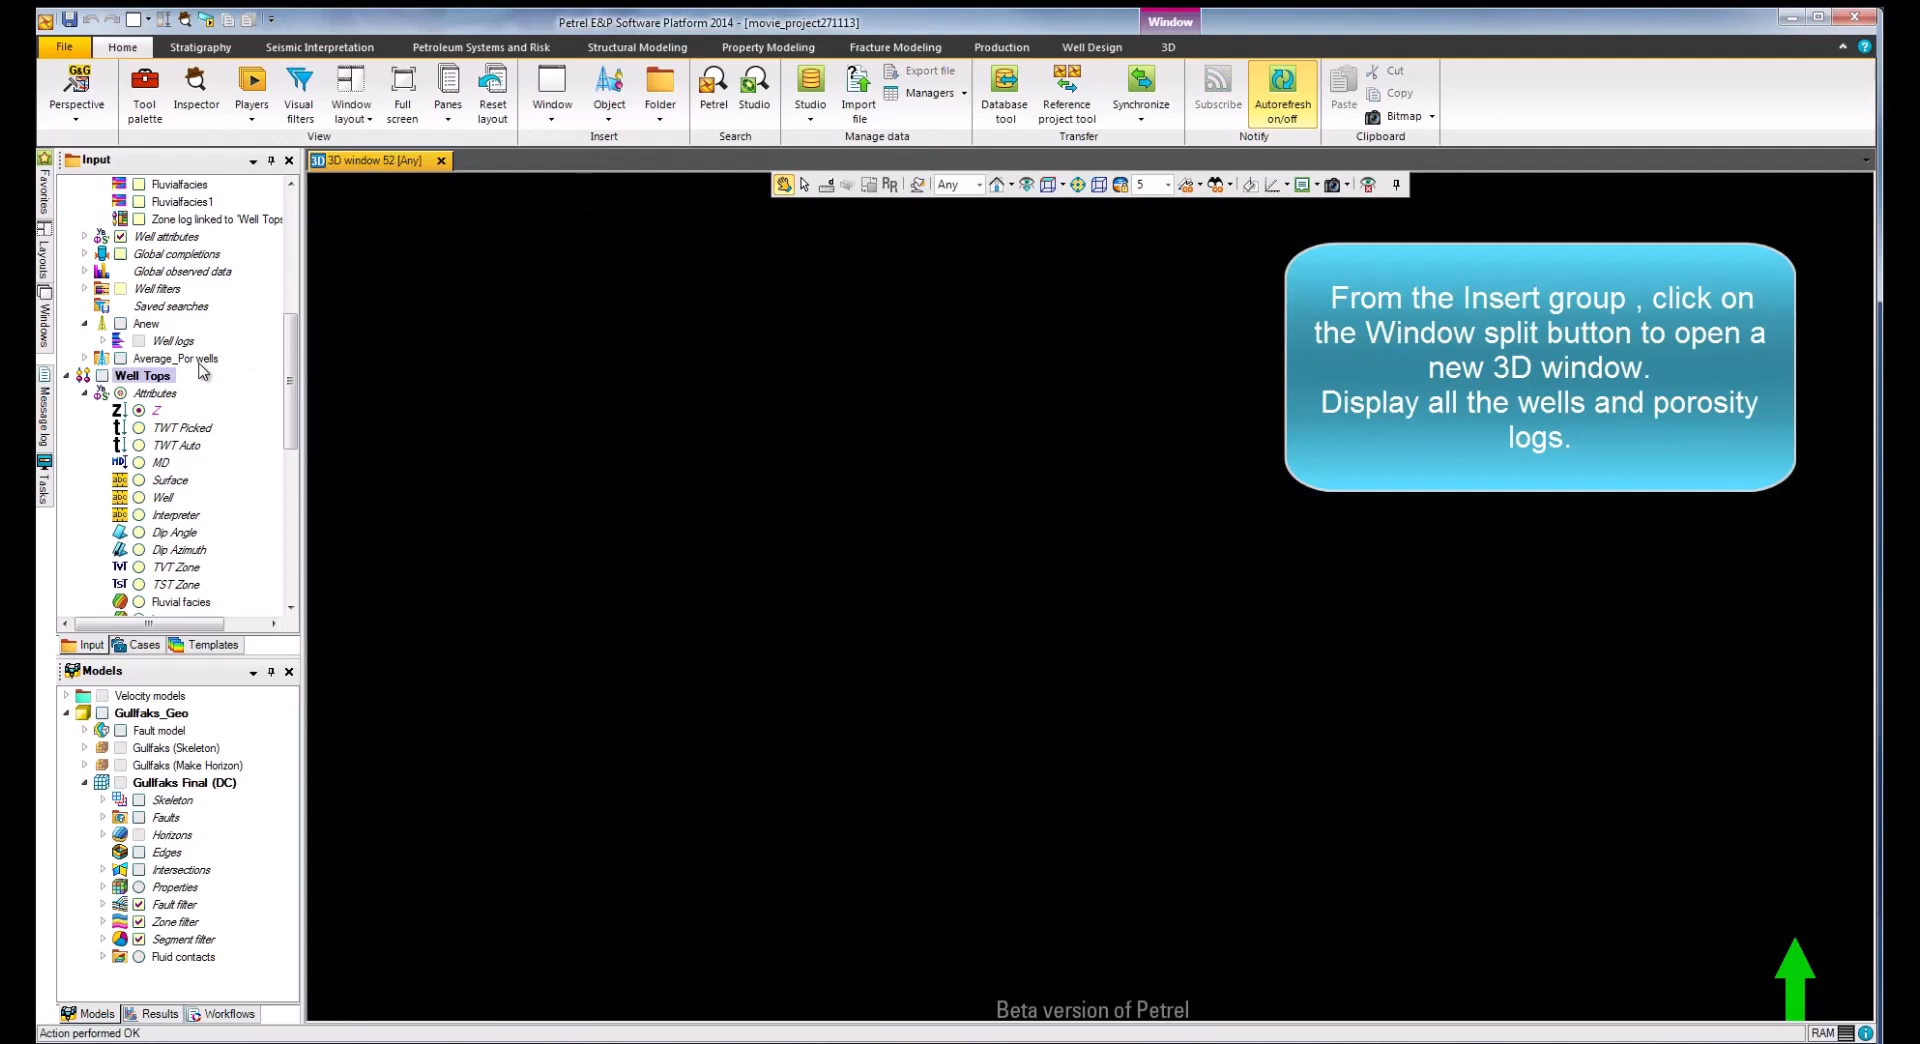 Petrel E&P Software Platform 2014 - [movie_project271113]
Window
File
Home
Stratigraphy
Seismic Interpretation
Petroleum Systems and Risk
Structural Modeling
Property Modeling
Fracture Modeling
Production
Well Design
3D
G&G
Perspective
Tool palette
Inspector
Players
Visual filters
Window layout
Full screen
Panes
Reset layout
View
Window
Object
Folder
Insert
Petrel
Studio
Search
Studio
Import file
Export file
Managers
Manage data
Database tool
Reference project tool
Synchronize
Transfer
Subscribe
Autorefresh on/off
Notify
Paste
Cut
Copy
Bitmap
Clipboard
Favorites
Layouts
Windows
Message log
Tasks
Input
Fluvialfacies
Fluvialfacies1
Zone log linked to 'Well Tops
Well attributes
Global completions
Global observed data
Well filters
Saved searches
Anew
Well logs
Average_Por wells
Well Tops
Attributes
Z
TWT Picked
TWT Auto
MD
Surface
Well
Interpreter
Dip Angle
Dip Azimuth
TVT Zone
TST Zone
Fluvial facies
Input
Cases
Templates
Models
Velocity models
Gullfaks_Geo
Fault model
Gullfaks (Skeleton)
Gullfaks (Make Horizon)
Gullfaks Final (DC)
Skeleton
Faults
Horizons
Edges
Intersections
Properties
Fault filter
Zone filter
Segment filter
Fluid contacts
Models
Results
Workflows
Action performed OK
3D 3D window 52 [Any]
Any
5
From the Insert group , click on
the Window split button to open a
new 3D window.
Display all the wells and porosity
logs.
Beta version of Petrel
RAM